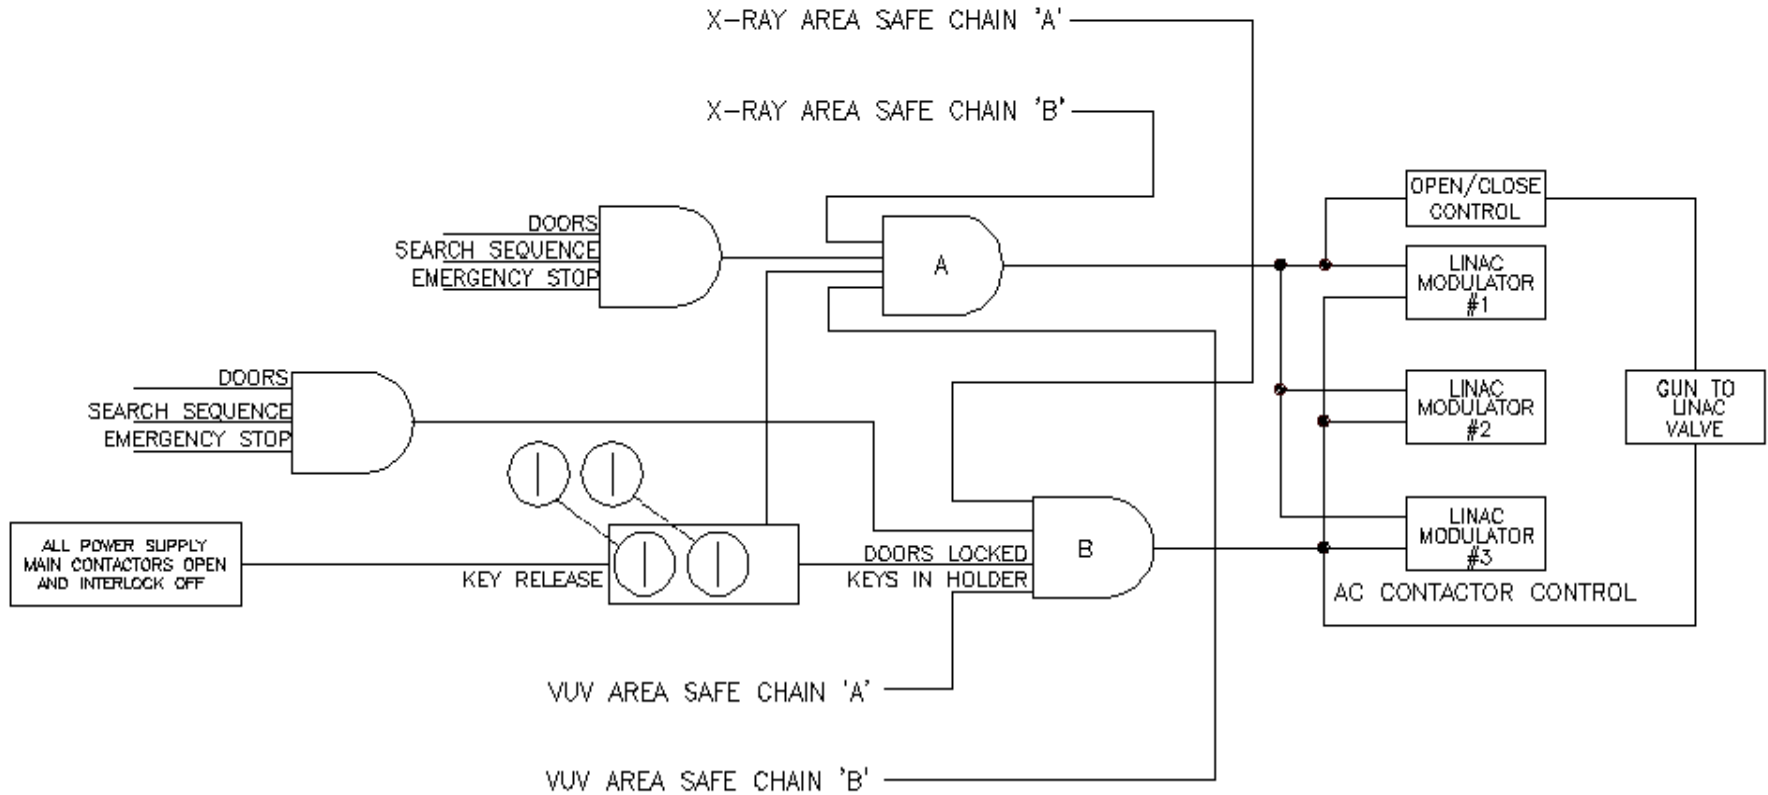 X-RAY AREA SAFE CHAIN 'A'
X-RAY AREA SAFE CHAIN 'B'
DOORS
SEARCH SEQUENCE
EMERGENCY STOP
A
OPEN/CLOSE
CONTROL
LINAC
MODULATOR
#1
DOORS
SEARCH SEQUENCE
EMERGENCY STOP
LINAC
MODULATOR
#2
GUN TO
LINAC
VALVE
ALL POWER SUPPLY
MAIN CONTACTORS OPEN
AND INTERLOCK OFF
KEY RELEASE
DOORS LOCKED
KEYS IN HOLDER
B
LINAC
MODULATOR
#3
AC CONTACTOR CONTROL
VUV AREA SAFE CHAIN 'A'
VUV AREA SAFE CHAIN 'B'